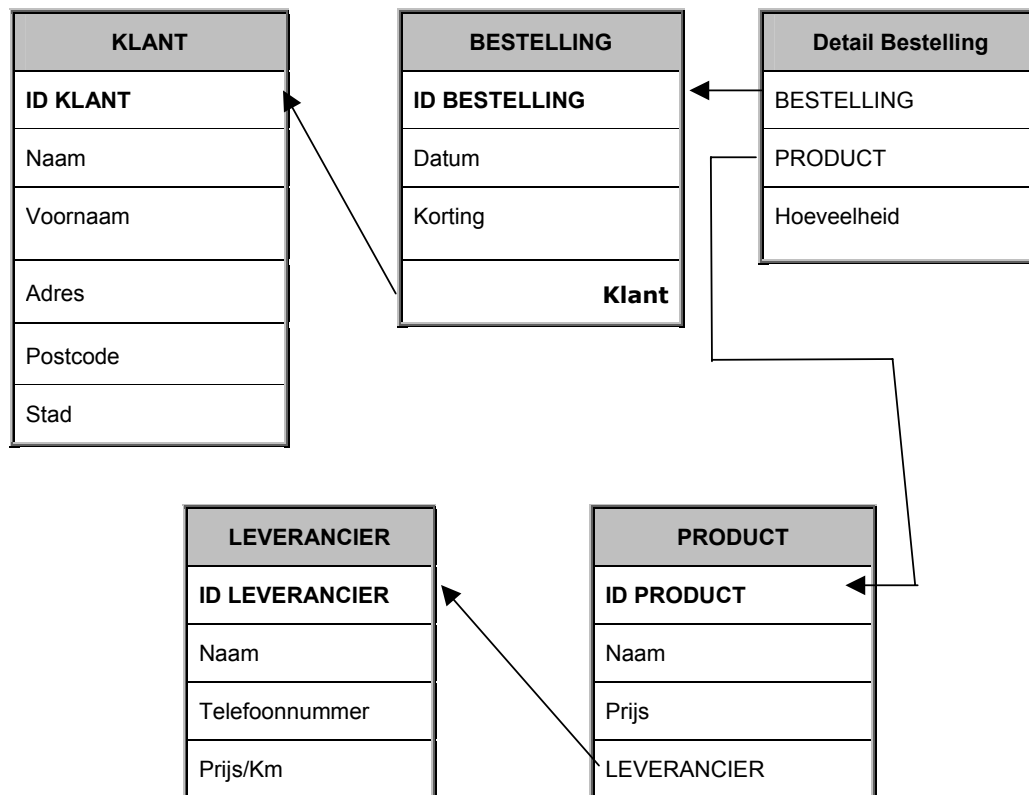 KLANT
ID KLANT
Naam
Voornaam
Adres
Postcode
Stad
BESTELLING
ID BESTELLING
Datum
Korting
Klant
Detail Bestelling
BESTELLING
PRODUCT
Hoeveelheid
LEVERANCIER
ID LEVERANCIER
Naam
Telefoonnummer
Prijs/Km
PRODUCT
ID PRODUCT
Naam
Prijs
LEVERANCIER